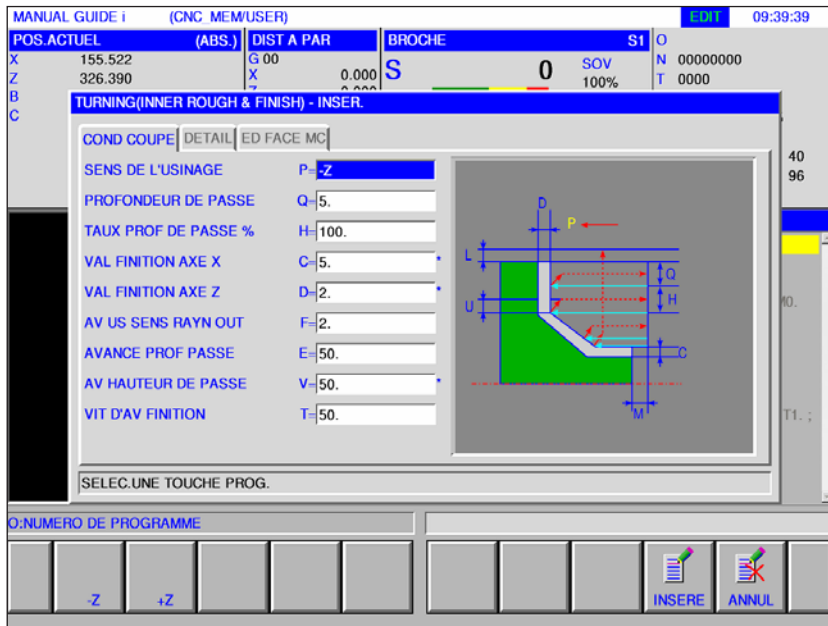 MANUAL GUIDE i (CNC_MEM/USER) EDIT 09:39:39
POS.ACTUEL (ABS.) DIST A PAR BROCHE S1 O
X 155.522 G 00 S 0 SOV N 00000000
Z 326.390 X 0.000 100% T 0000
B
C
TURNING(INNER ROUGH & FINISH) - INSER.
COND COUPE DETAIL ED FACE MC
SENS DE L'USINAGE P= -Z
PROFONDEUR DE PASSE Q= 5.
TAUX PROF DE PASSE % H= 100.
VAL FINITION AXE X C= 5. *
VAL FINITION AXE Z D= 2. *
AV US SENS RAYN OUT F= 2.
AVANCE PROF PASSE E= 50.
AV HAUTEUR DE PASSE V= 50. *
VIT D'AV FINITION T= 50.
D
P
L
Q
U
H
C
M
40
96
M0.
T1. ;
SELEC.UNE TOUCHE PROG.
O:NUMERO DE PROGRAMME
-Z +Z INSERE ANNUL